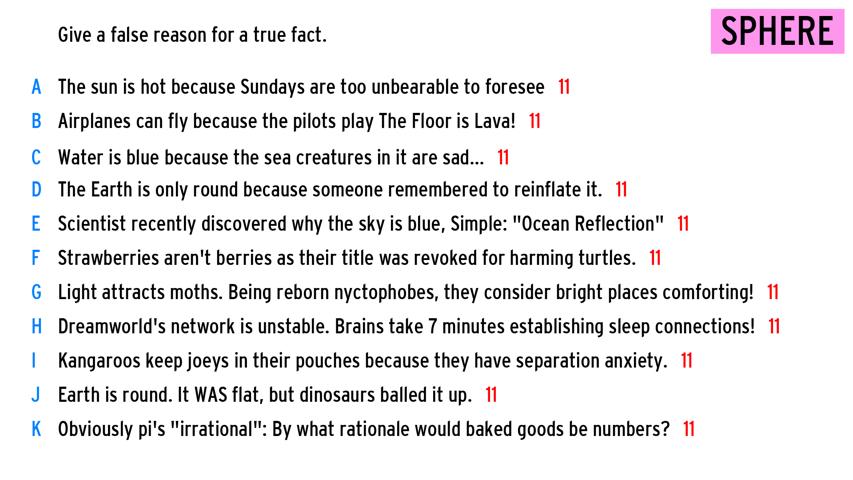 Give a false reason for a true fact.
SPHERE
A The sun is hot because Sundays are too unbearable to foresee 11
B Airplanes can fly because the pilots play The Floor is Lava! 11
C Water is blue because the sea creatures in it are sad... 11
D The Earth is only round because someone remembered to reinflate it. 11
E Scientist recently discovered why the sky is blue, Simple: "Ocean Reflection" 11
F Strawberries aren't berries as their title was revoked for harming turtles. 11
G Light attracts moths. Being reborn nyctophobes, they consider bright places comforting! 11
H Dreamworld's network is unstable. Brains take 7 minutes establishing sleep connections! 11
I Kangaroos keep joeys in their pouches because they have separation anxiety. 11
J Earth is round. It WAS flat, but dinosaurs balled it up. 11
K Obviously pi's "irrational": By what rationale would baked goods be numbers? 11